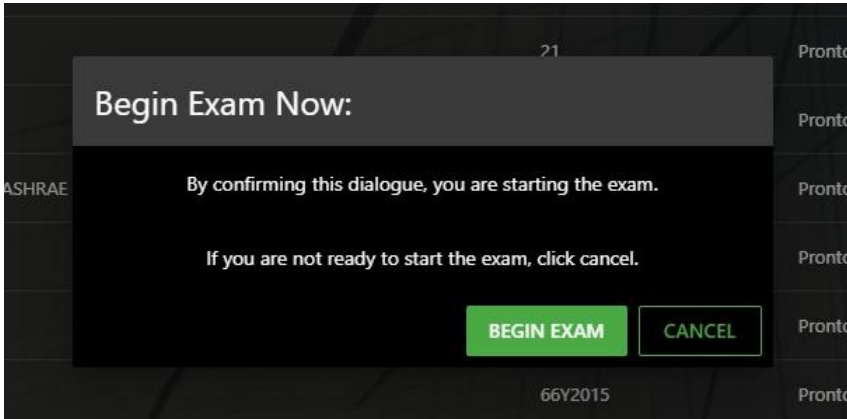 21
Pronto
Begin Exam Now:
Pronto
ASHRAE
By confirming this dialogue, you are starting the exam.
Pronto
If you are not ready to start the exam, click cancel.
Pronto
BEGIN EXAM
CANCEL
Pronto
66Y2015
Pronto